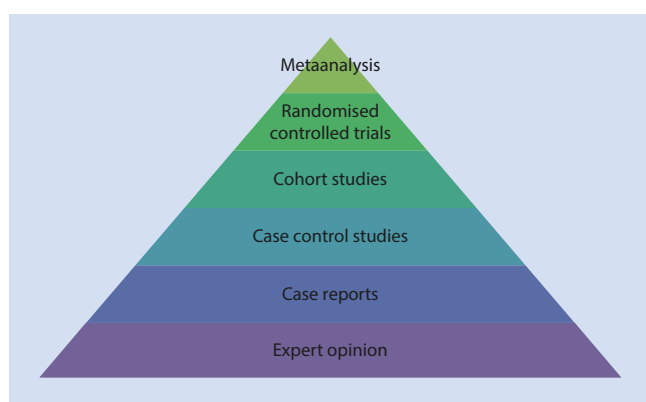 Metaanalysis
Randomised
controlled trials
Cohort studies
Case control studies
Case reports
Expert opinion